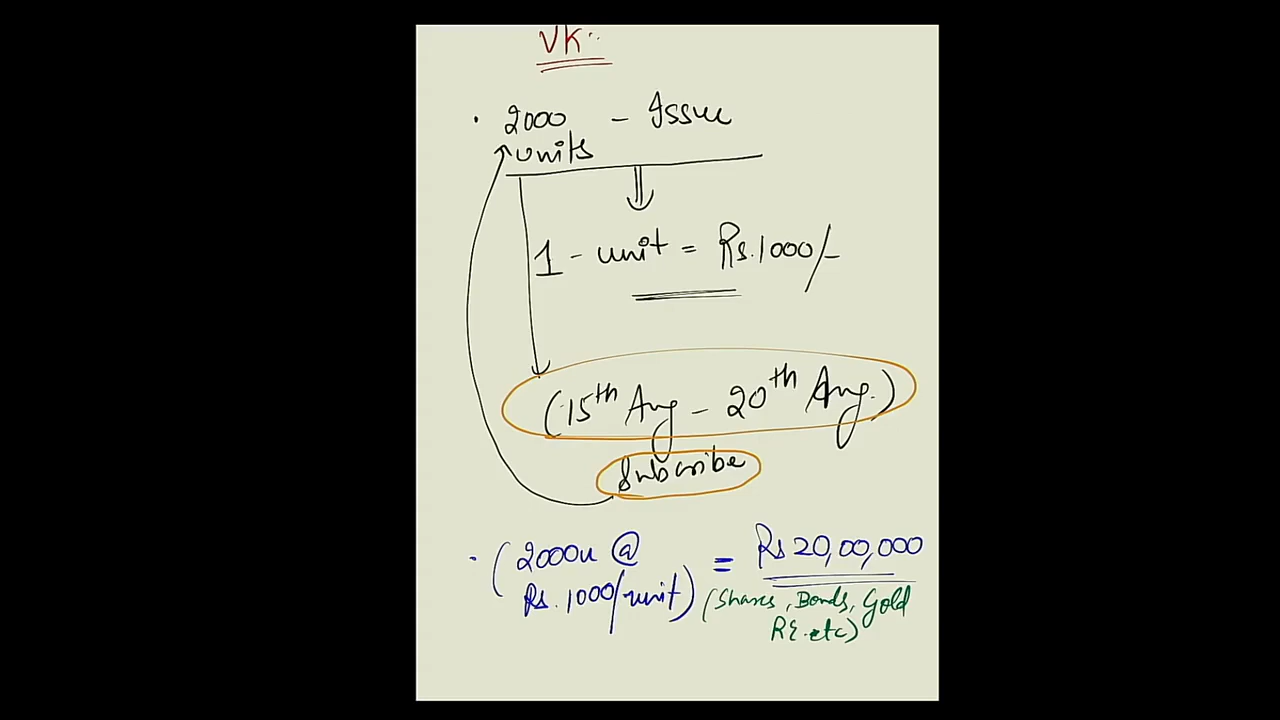 VK:
• 2000 - Issue
units
1 - unit = Rs.1000/-
(15th Aug - 20th Aug.)
Subscribe
• (2000u @ = Rs 20,00,000
Rs. 1000/unit) (Shares, Bonds, Gold
RE. etc)